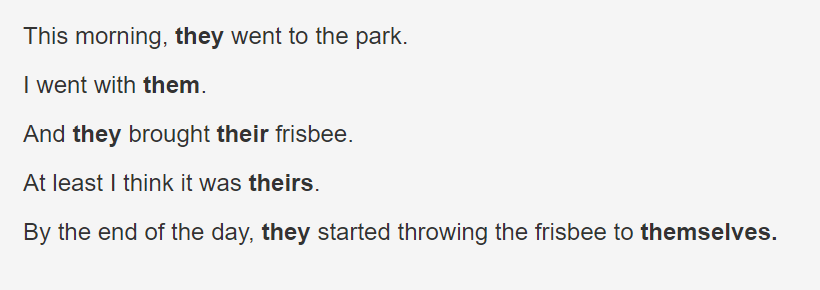 This morning, they went to the park.
I went with them.
And they brought their frisbee.
At least I think it was theirs.
By the end of the day, they started throwing the frisbee to themselves.